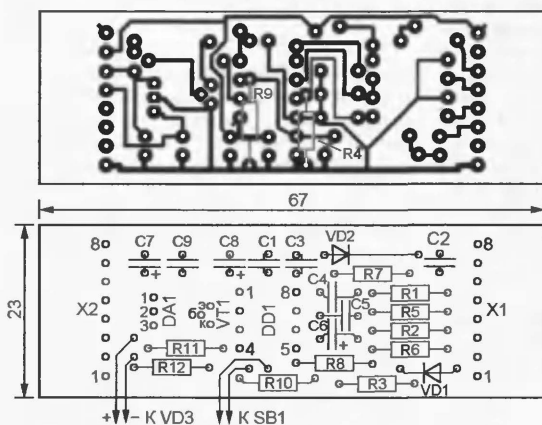 R9
R4
67
23
8
C7
C9
C8
C1
C3
VD2
C2
8
R7
C4
X2
1
2
3
DA1
э
б
к
VT1
1
DD1
8
C5
R1
R5
X1
C6
+
R2
R11
4
5
R8
R6
1
R12
R10
R3
VD1
1
+
–
К VD3
К SB1